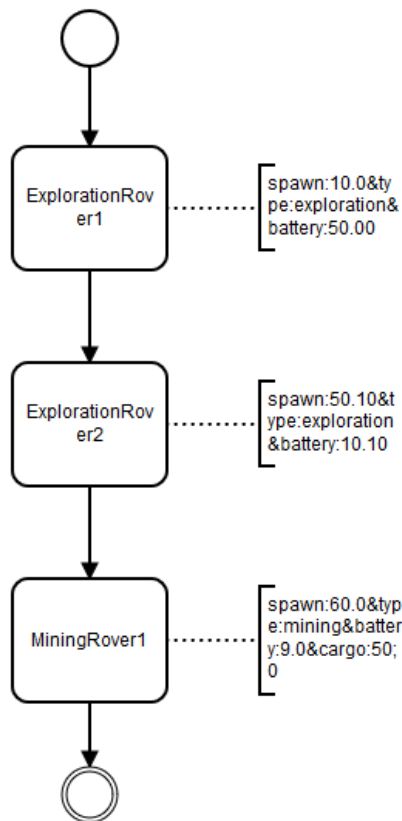 ExplorationRov
er1
spawn:10.0&ty
pe:exploration&
battery:50.00
ExplorationRov
er2
spawn:50.10&t
ype:exploration
&battery:10.10
MiningRover1
spawn:60.0&typ
e:mining&batter
y:9.0&cargo:50;
0